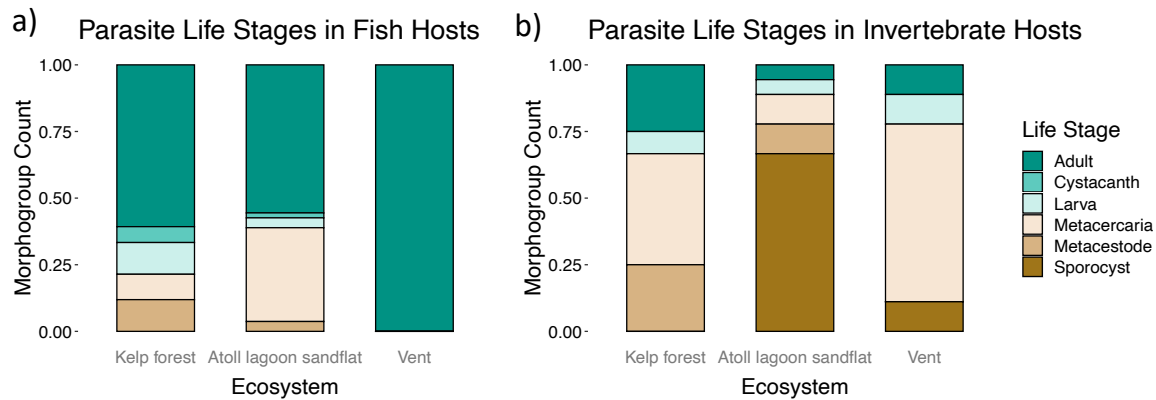 a) Parasite Life Stages in Fish Hosts
Morphogroup Count
1.00
0.75
0.50
0.25
0.00
Kelp forest Atoll lagoon sandflat Vent
Ecosystem
b) Parasite Life Stages in Invertebrate Hosts
Morphogroup Count
1.00
0.75
0.50
0.25
0.00
Kelp forest Atoll lagoon sandflat Vent
Ecosystem
Life Stage
Adult
Cystacanth
Larva
Metacercaria
Metacestode
Sporocyst